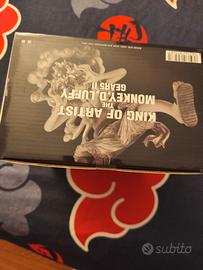 KING OF ARTIST
THE
MONKEY.D.LUFFY
GEAR5 II
subito